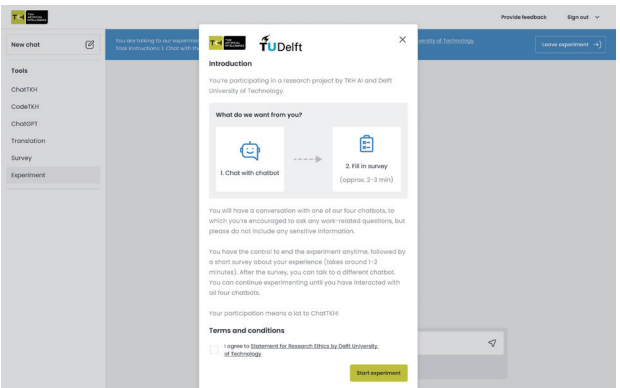 TKH ARTIFICIAL INTELLIGENCE
Provide feedback
Sign out
New chat
You are talking to our experimen
Task instructions: 1. Chat with th
ersity of Technology.
Leave experiment
Tools
ChatTKH
CodeTKH
ChatGPT
Translation
Survey
Experiment
TKH ARTIFICIAL INTELLIGENCE
TUDelft
Introduction
You're participating in a research project by TKH AI and Delft
University of Technology.
What do we want from you?
1. Chat with chatbot
2. Fill in survey
(approx. 2-3 min)
You will have a conversation with one of our four chatbots, to
which you're encouraged to ask any work-related questions, but
please do not include any sensitive information.
You have the control to end the experiment anytime, followed by
a short survey about your experience (takes around 1-2
minutes). After the survey, you can talk to a different chatbot.
You can continue experimenting until you have interacted with
all four chatbots.
Your participation means a lot to ChatTKH!
Terms and conditions
I agree to Statement for Research Ethics by Delft University
of Technology
Start experiment